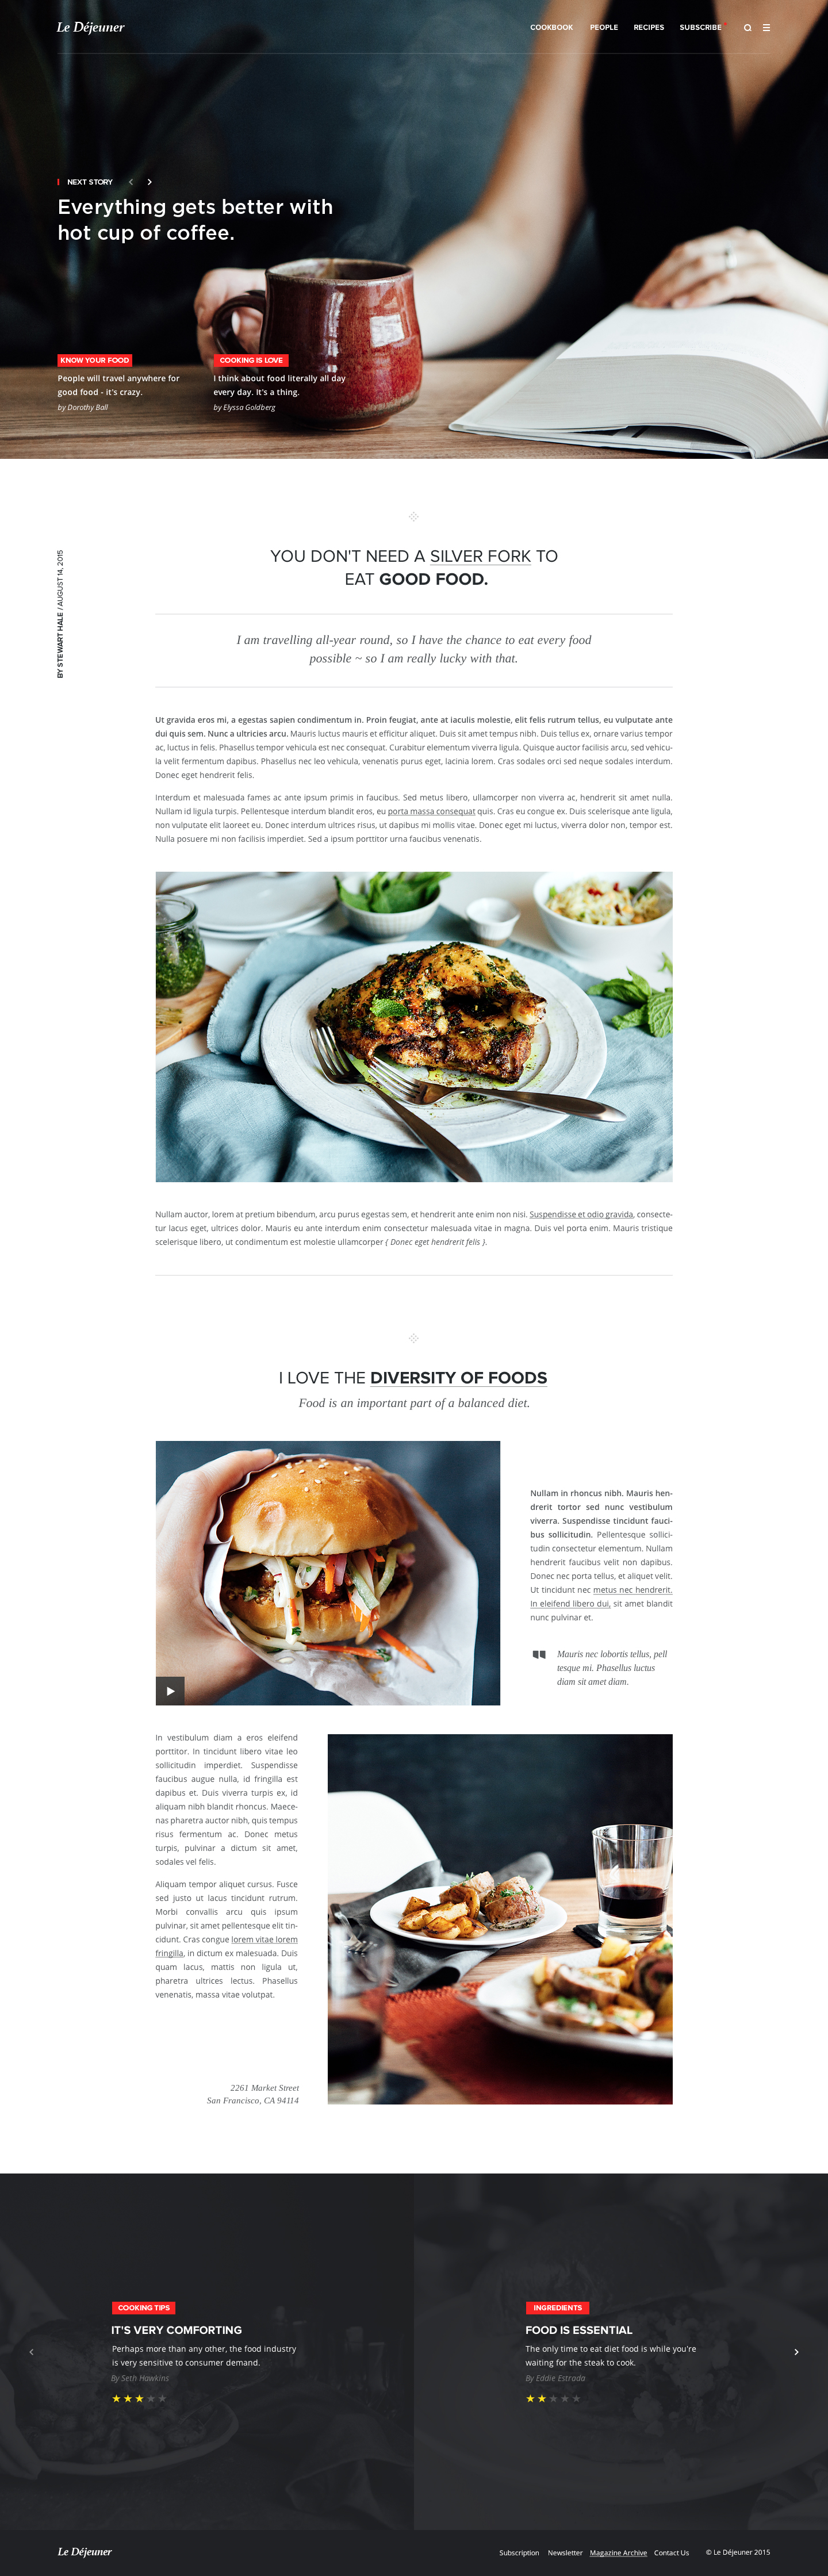 Le Déjeuner
COOKBOOK PEOPLE RECIPES SUBSCRIBE
NEXT STORY
Everything gets better with
hot cup of coffee.
KNOW YOUR FOOD
People will travel anywhere for
good food - it's crazy.
by Dorothy Ball
COOKING IS LOVE
I think about food literally all day
every day. It's a thing.
by Elyssa Goldberg
BY STEWART HALE / AUGUST 14, 2015
YOU DON'T NEED A SILVER FORK TO
EAT GOOD FOOD.
I am travelling all-year round, so I have the chance to eat every food
possible ~ so I am really lucky with that.
Ut gravida eros mi, a egestas sapien condimentum in. Proin feugiat, ante at iaculis molestie, elit felis rutrum tellus, eu vulputate ante
dui quis sem. Nunc a ultricies arcu. Mauris luctus mauris et efficitur aliquet. Duis sit amet tempus nibh. Duis tellus ex, ornare varius tempor
ac, luctus in felis. Phasellus tempor vehicula est nec consequat. Curabitur elementum viverra ligula. Quisque auctor facilisis arcu, sed vehicu-
la velit fermentum dapibus. Phasellus nec leo vehicula, venenatis purus eget, lacinia lorem. Cras sodales orci sed neque sodales interdum.
Donec eget hendrerit felis.
Interdum et malesuada fames ac ante ipsum primis in faucibus. Sed metus libero, ullamcorper non viverra ac, hendrerit sit amet nulla.
Nullam id ligula turpis. Pellentesque interdum blandit eros, eu porta massa consequat quis. Cras eu congue ex. Duis scelerisque ante ligula,
non vulputate elit laoreet eu. Donec interdum ultrices risus, ut dapibus mi mollis vitae. Donec eget mi luctus, viverra dolor non, tempor est.
Nulla posuere mi non facilisis imperdiet. Sed a ipsum porttitor urna faucibus venenatis.
Nullam auctor, lorem at pretium bibendum, arcu purus egestas sem, et hendrerit ante enim non nisi. Suspendisse et odio gravida, consecte-
tur lacus eget, ultrices dolor. Mauris eu ante interdum enim consectetur malesuada vitae in magna. Duis vel porta enim. Mauris tristique
scelerisque libero, ut condimentum est molestie ullamcorper { Donec eget hendrerit felis }.
I LOVE THE DIVERSITY OF FOODS
Food is an important part of a balanced diet.
Nullam in rhoncus nibh. Mauris hen-
drerit tortor sed nunc vestibulum
viverra. Suspendisse tincidunt fauci-
bus sollicitudin. Pellentesque sollici-
tudin consectetur elementum. Nullam
hendrerit faucibus velit non dapibus.
Donec nec porta tellus, et aliquet velit.
Ut tincidunt nec metus nec hendrerit.
In eleifend libero dui, sit amet blandit
nunc pulvinar et.
Mauris nec lobortis tellus, pell
tesque mi. Phasellus luctus
diam sit amet diam.
In vestibulum diam a eros eleifend
porttitor. In tincidunt libero vitae leo
sollicitudin imperdiet. Suspendisse
faucibus augue nulla, id fringilla est
dapibus et. Duis viverra turpis ex, id
aliquam nibh blandit rhoncus. Maece-
nas pharetra auctor nibh, quis tempus
risus fermentum ac. Donec metus
turpis, pulvinar a dictum sit amet,
sodales vel felis.
Aliquam tempor aliquet cursus. Fusce
sed justo ut lacus tincidunt rutrum.
Morbi convallis arcu quis ipsum
pulvinar, sit amet pellentesque elit tin-
cidunt. Cras congue lorem vitae lorem
fringilla, in dictum ex malesuada. Duis
quam lacus, mattis non ligula ut,
pharetra ultrices lectus. Phasellus
venenatis, massa vitae volutpat.
2261 Market Street
San Francisco, CA 94114
COOKING TIPS
IT'S VERY COMFORTING
Perhaps more than any other, the food industry
is very sensitive to consumer demand.
By Seth Hawkins
INGREDIENTS
FOOD IS ESSENTIAL
The only time to eat diet food is while you're
waiting for the steak to cook.
By Eddie Estrada
Le Déjeuner
Subscription Newsletter Magazine Archive Contact Us © Le Déjeuner 2015